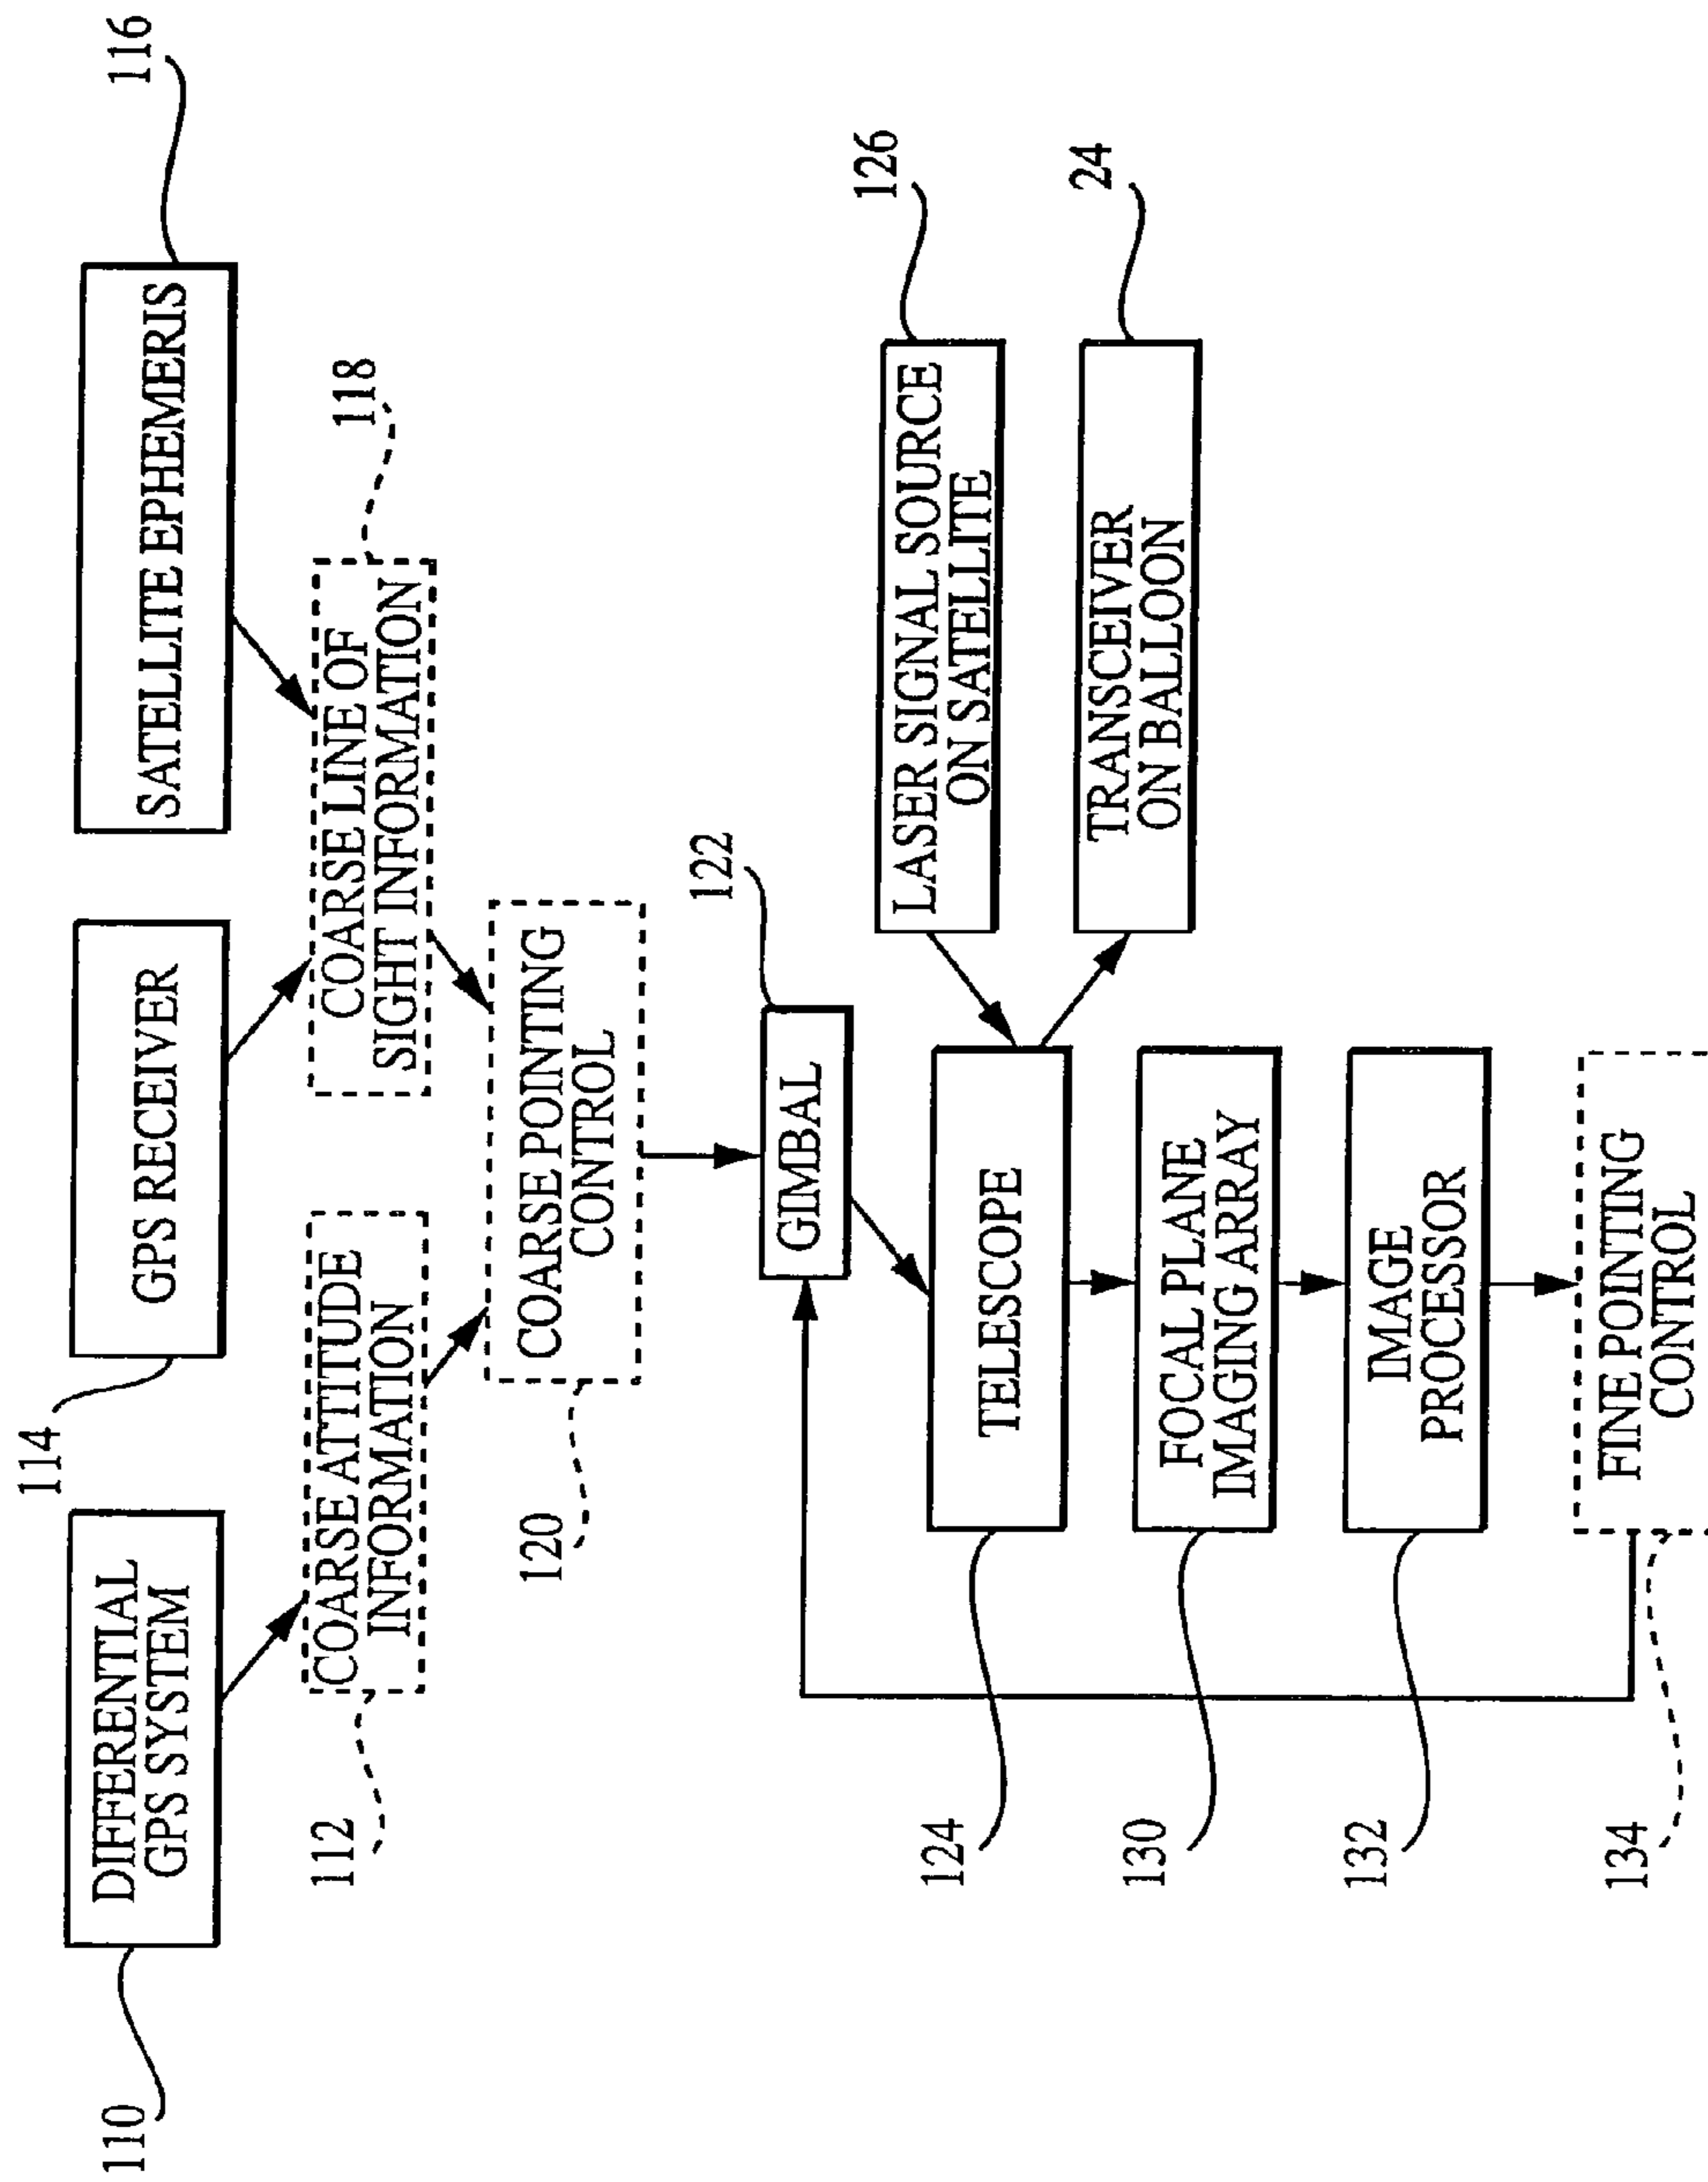 DIFFERENTIAL
GPS SYSTEM
110
GPS RECEIVER
114
SATELLITE EPHEMERIS
116
COARSE ATTITUDE
INFORMATION
112
COARSE LINE OF
SIGHT INFORMATION
118
COARSE POINTING
CONTROL
120
GIMBAL
122
TELESCOPE
124
LASER SIGNAL SOURCE
ON SATELLITE
126
TRANSCEIVER
ON BALLOON
24
FOCAL PLANE
IMAGING ARRAY
130
IMAGE
PROCESSOR
132
FINE POINTING
CONTROL
134